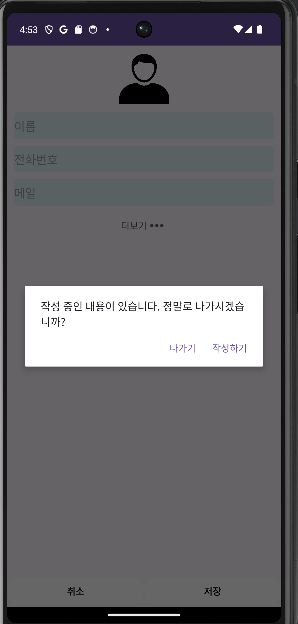 4:53
이름
전화번호
메일
더보기 •••
작성 중인 내용이 있습니다. 정말로 나가시겠습
니까?
나가기 작성하기
취소 저장